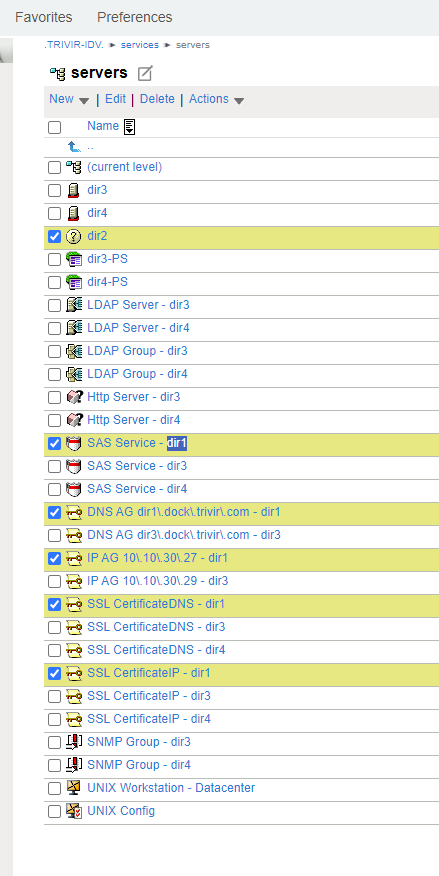 Favorites Preferences
.TRIVIR-IDV. services servers
servers
New | Edit | Delete | Actions
Name
..
(current level)
dir3
dir4
dir2
dir3-PS
dir4-PS
LDAP Server - dir3
LDAP Server - dir4
LDAP Group - dir3
LDAP Group - dir4
Http Server - dir3
Http Server - dir4
SAS Service - dir1
SAS Service - dir3
SAS Service - dir4
DNS AG dir1\.dock\.trivir\.com - dir1
DNS AG dir3\.dock\.trivir\.com - dir3
IP AG 10\.10\.30\.27 - dir1
IP AG 10\.10\.30\.29 - dir3
SSL CertificateDNS - dir1
SSL CertificateDNS - dir3
SSL CertificateDNS - dir4
SSL CertificateIP - dir1
SSL CertificateIP - dir3
SSL CertificateIP - dir4
SNMP Group - dir3
SNMP Group - dir4
UNIX Workstation - Datacenter
UNIX Config